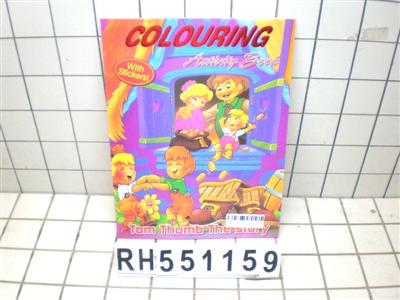 COLOURING
Activity Book
With
Stickers!
Tom Thumb The story
RH551159